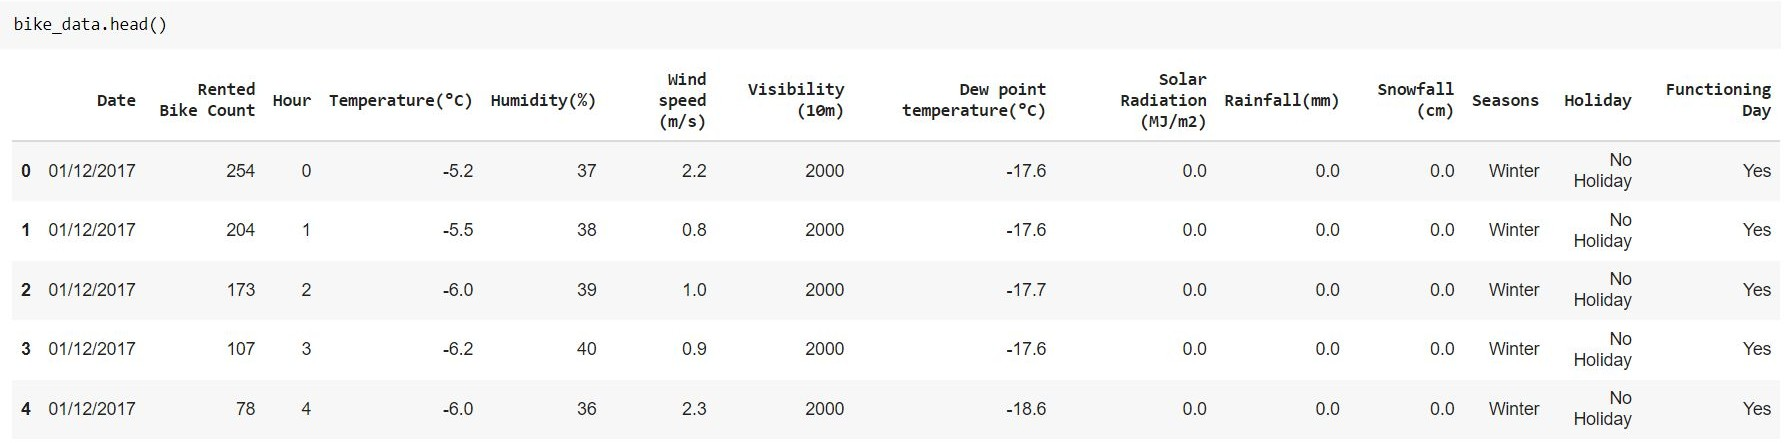 bike_data.head()
Date Rented Bike Count Hour Temperature(°C) Humidity(%) Wind speed (m/s) Visibility (10m) Dew point temperature(°C) Solar Radiation (MJ/m2) Rainfall(mm) Snowfall (cm) Seasons Holiday Functioning Day
0 01/12/2017 254 0 -5.2 37 2.2 2000 -17.6 0.0 0.0 0.0 Winter No Holiday Yes
1 01/12/2017 204 1 -5.5 38 0.8 2000 -17.6 0.0 0.0 0.0 Winter No Holiday Yes
2 01/12/2017 173 2 -6.0 39 1.0 2000 -17.7 0.0 0.0 0.0 Winter No Holiday Yes
3 01/12/2017 107 3 -6.2 40 0.9 2000 -17.6 0.0 0.0 0.0 Winter No Holiday Yes
4 01/12/2017 78 4 -6.0 36 2.3 2000 -18.6 0.0 0.0 0.0 Winter No Holiday Yes